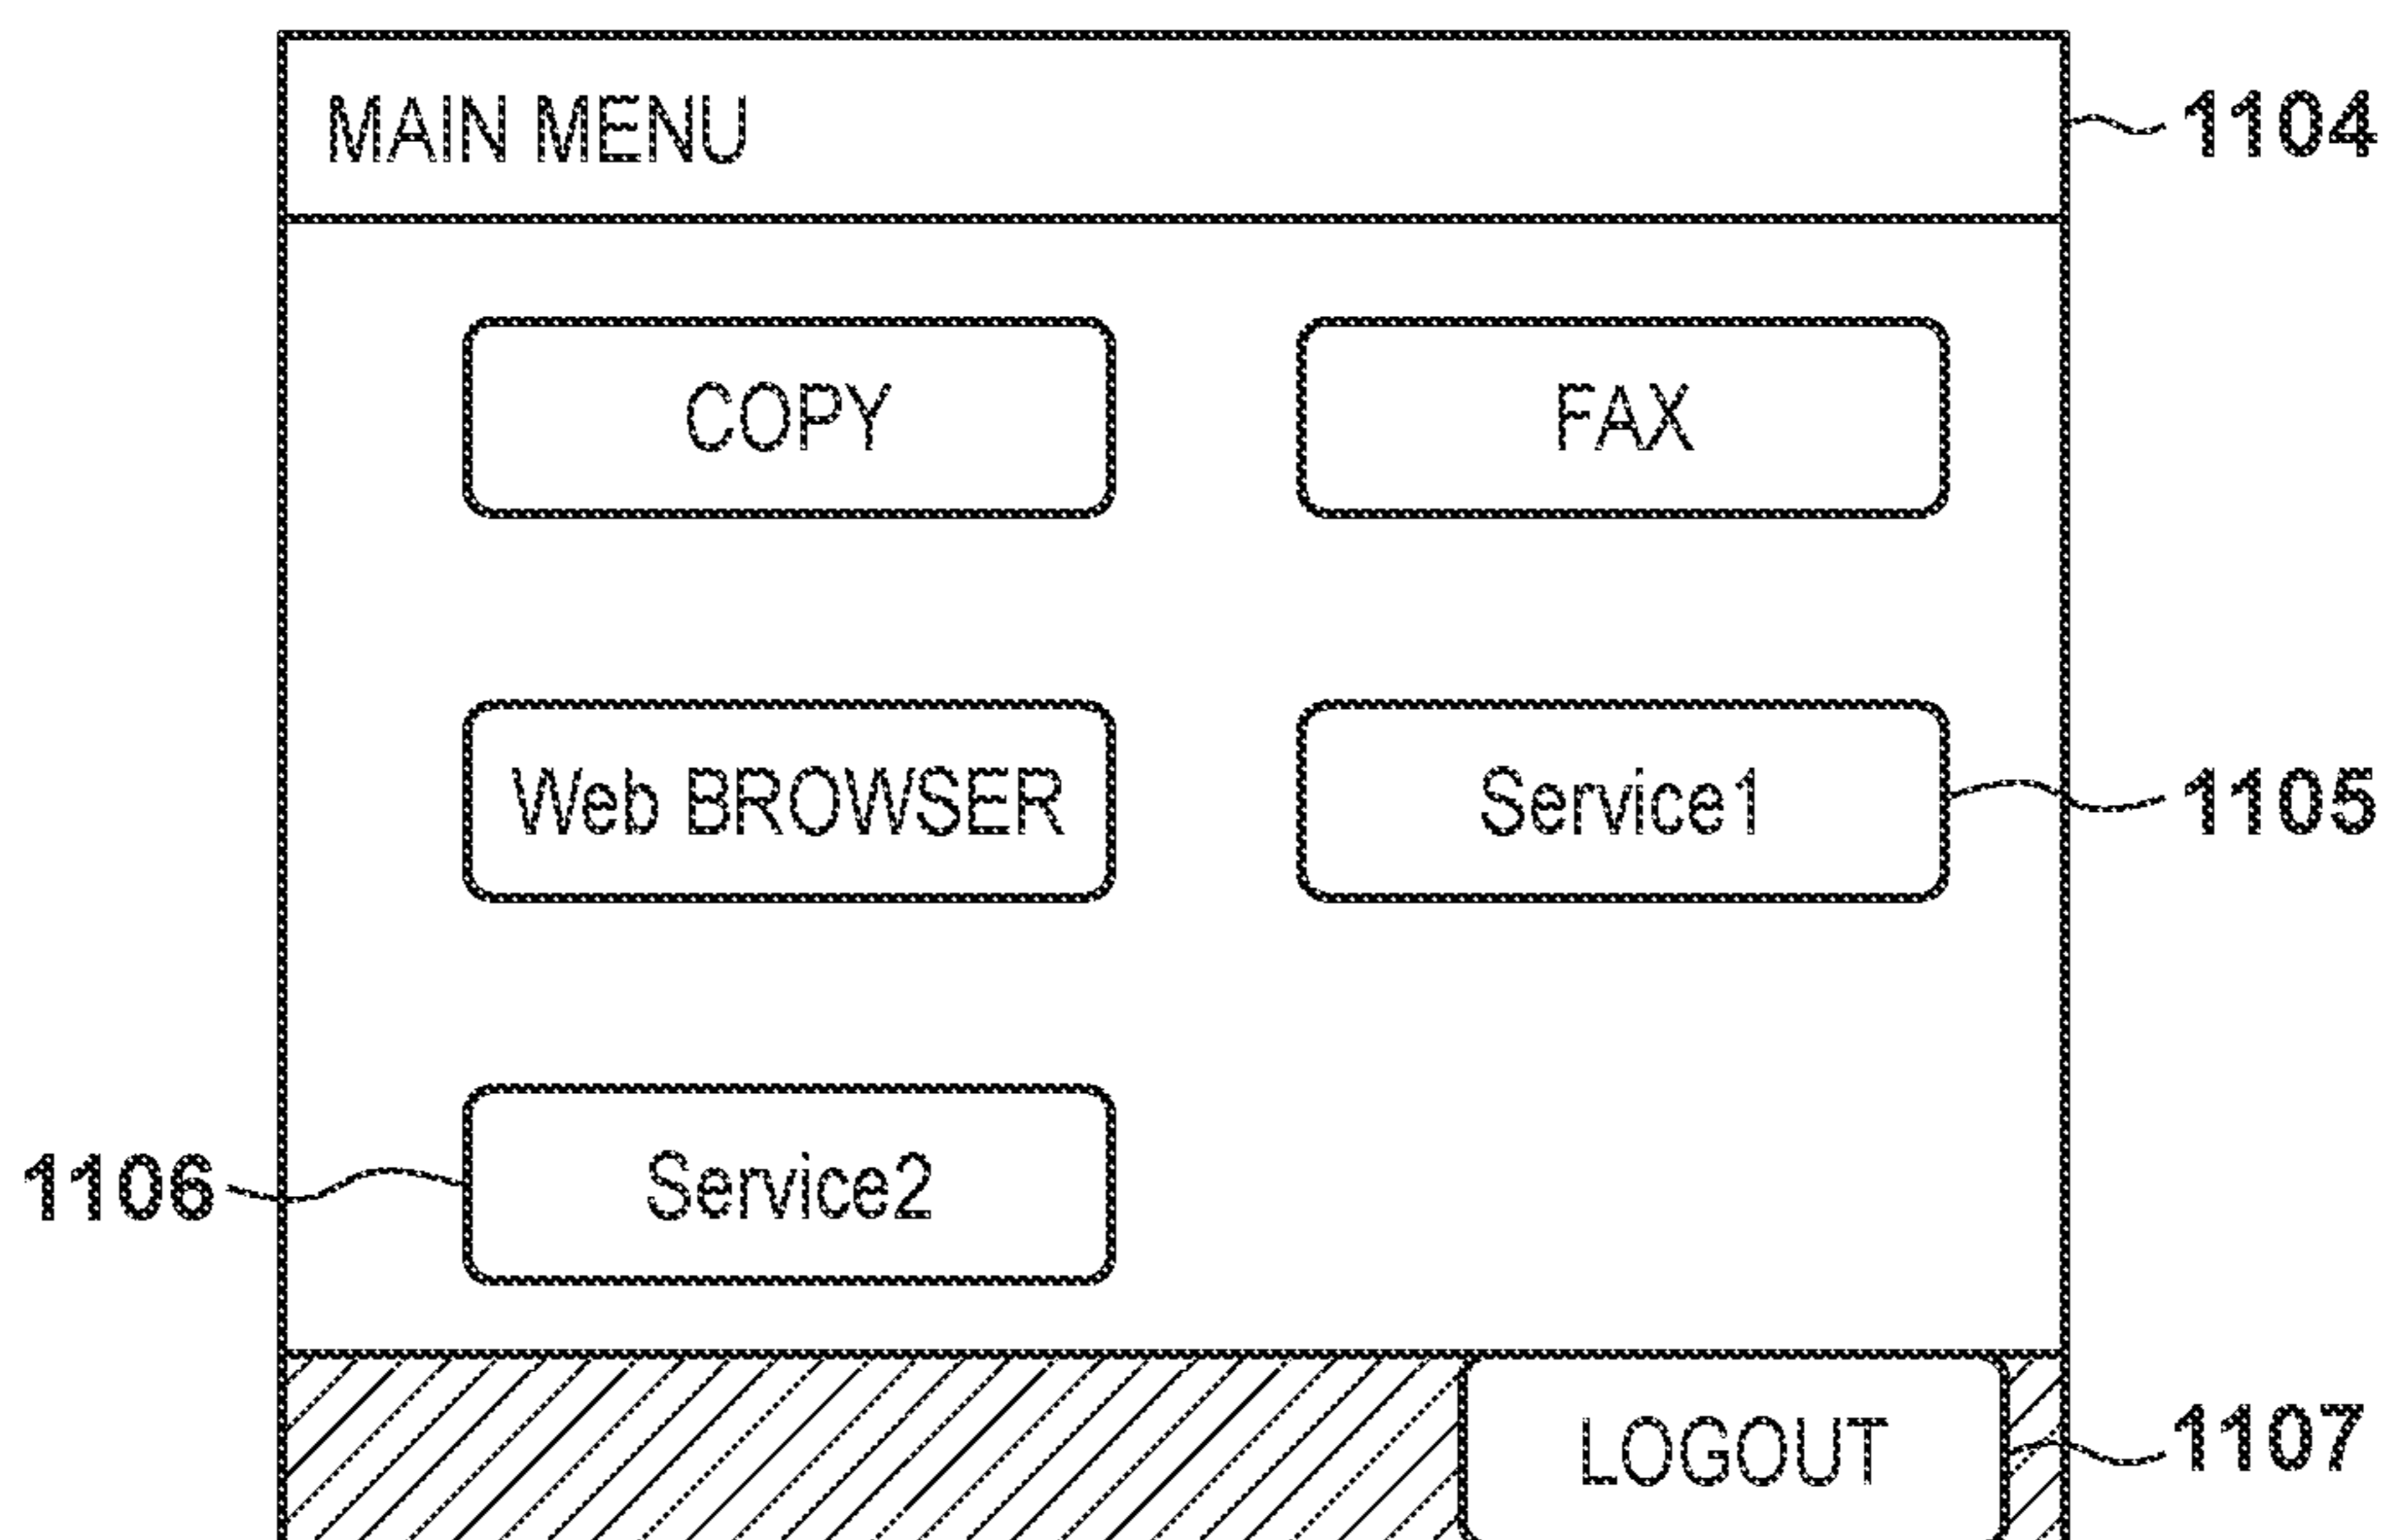 MAIN MENU 1104
COPY FAX
Web BROWSER Service1 1105
1106 Service2
LOGOUT 1107